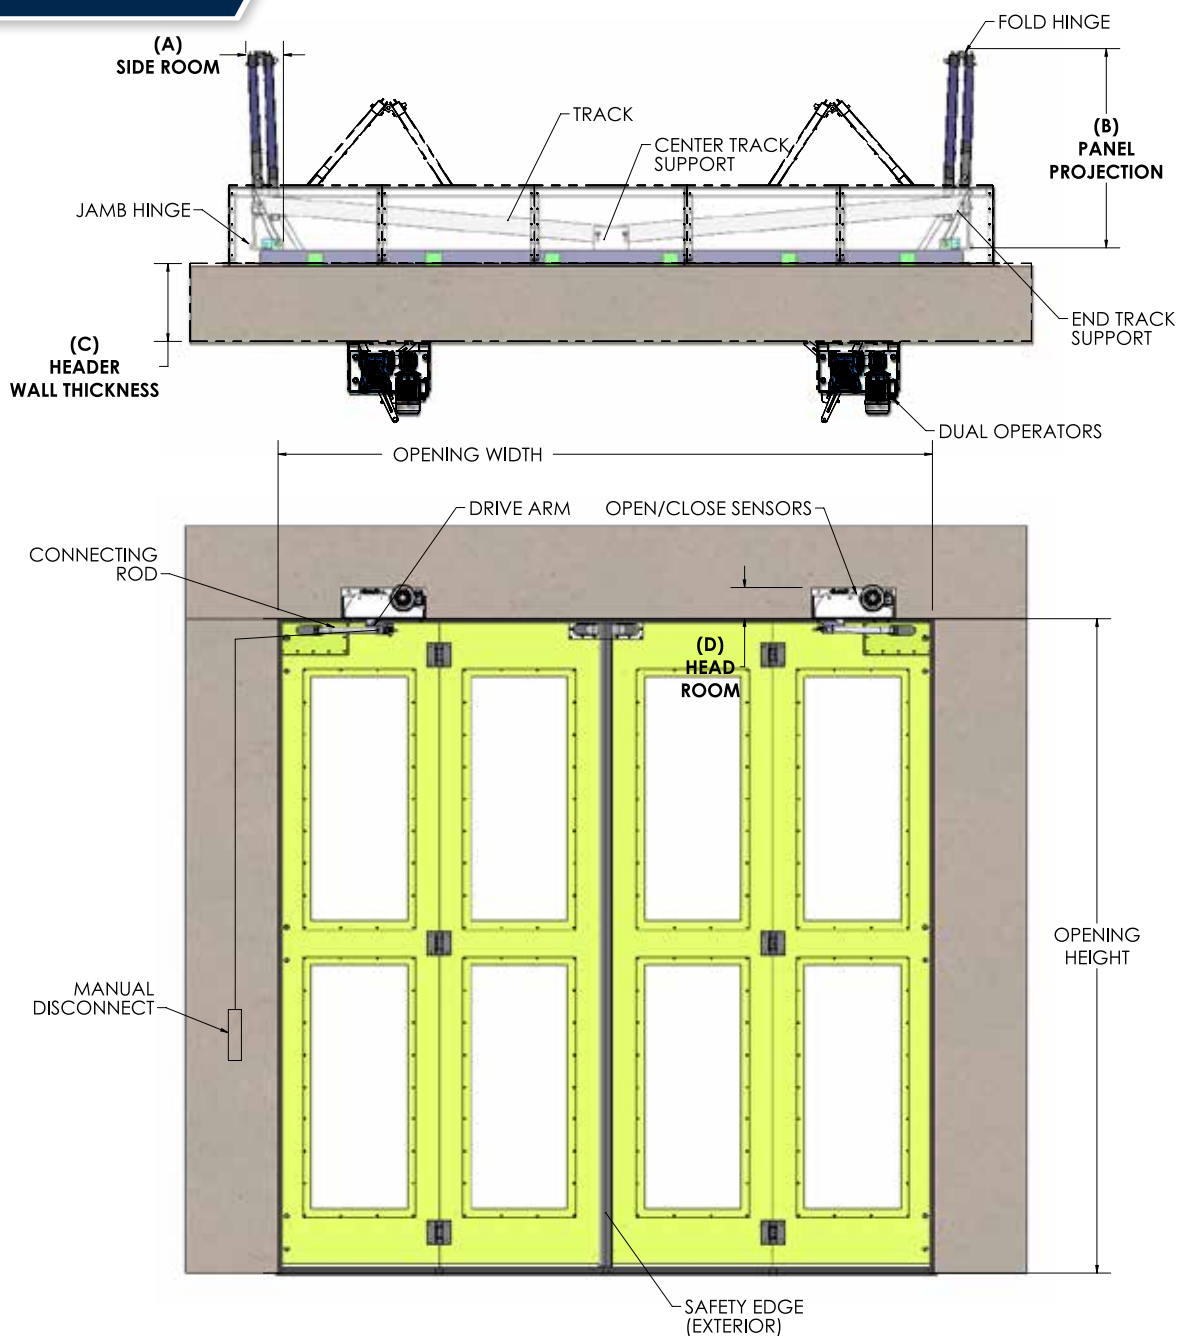 FOLD HINGE
(A)
SIDE ROOM
TRACK
CENTER TRACK
SUPPORT
(B)
PANEL
PROJECTION
JAMB HINGE
END TRACK
SUPPORT
(C)
HEADER
WALL THICKNESS
DUAL OPERATORS
OPENING WIDTH
DRIVE ARM
OPEN/CLOSE SENSORS
CONNECTING
ROD
(D)
HEAD
ROOM
OPENING
HEIGHT
MANUAL
DISCONNECT
SAFETY EDGE
(EXTERIOR)